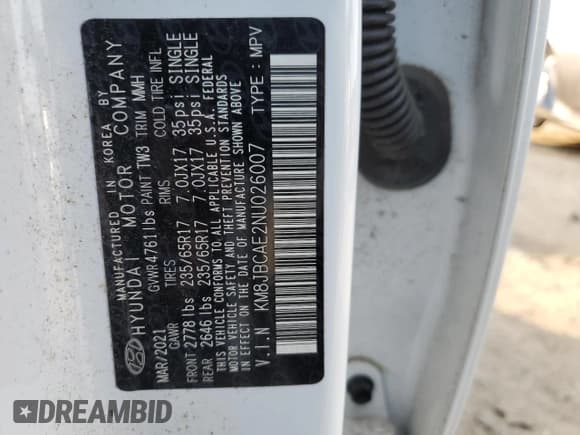 MANUFACTURED IN KOREA BY
HYUNDAI MOTOR COMPANY
MAR/2021 GVWR 4761lbs PAINT TW3 TRIM MMH
GAWR TIRES RIMS COLD TIRE INFL
FRONT 2778 lbs 235/65R17 7.0JX17 35psi SINGLE
REAR 2646 lbs 235/65R17 7.0JX17 35psi SINGLE
THIS VEHICLE CONFORMS TO ALL APPLICABLE U.S.A. FEDERAL
MOTOR VEHICLE SAFETY AND THEFT PREVENTION STANDARDS
IN EFFECT ON THE DATE OF MANUFACTURE SHOWN ABOVE
V.I.N KM8JBCAE2NU026007 TYPE : MPV
DREAMBID